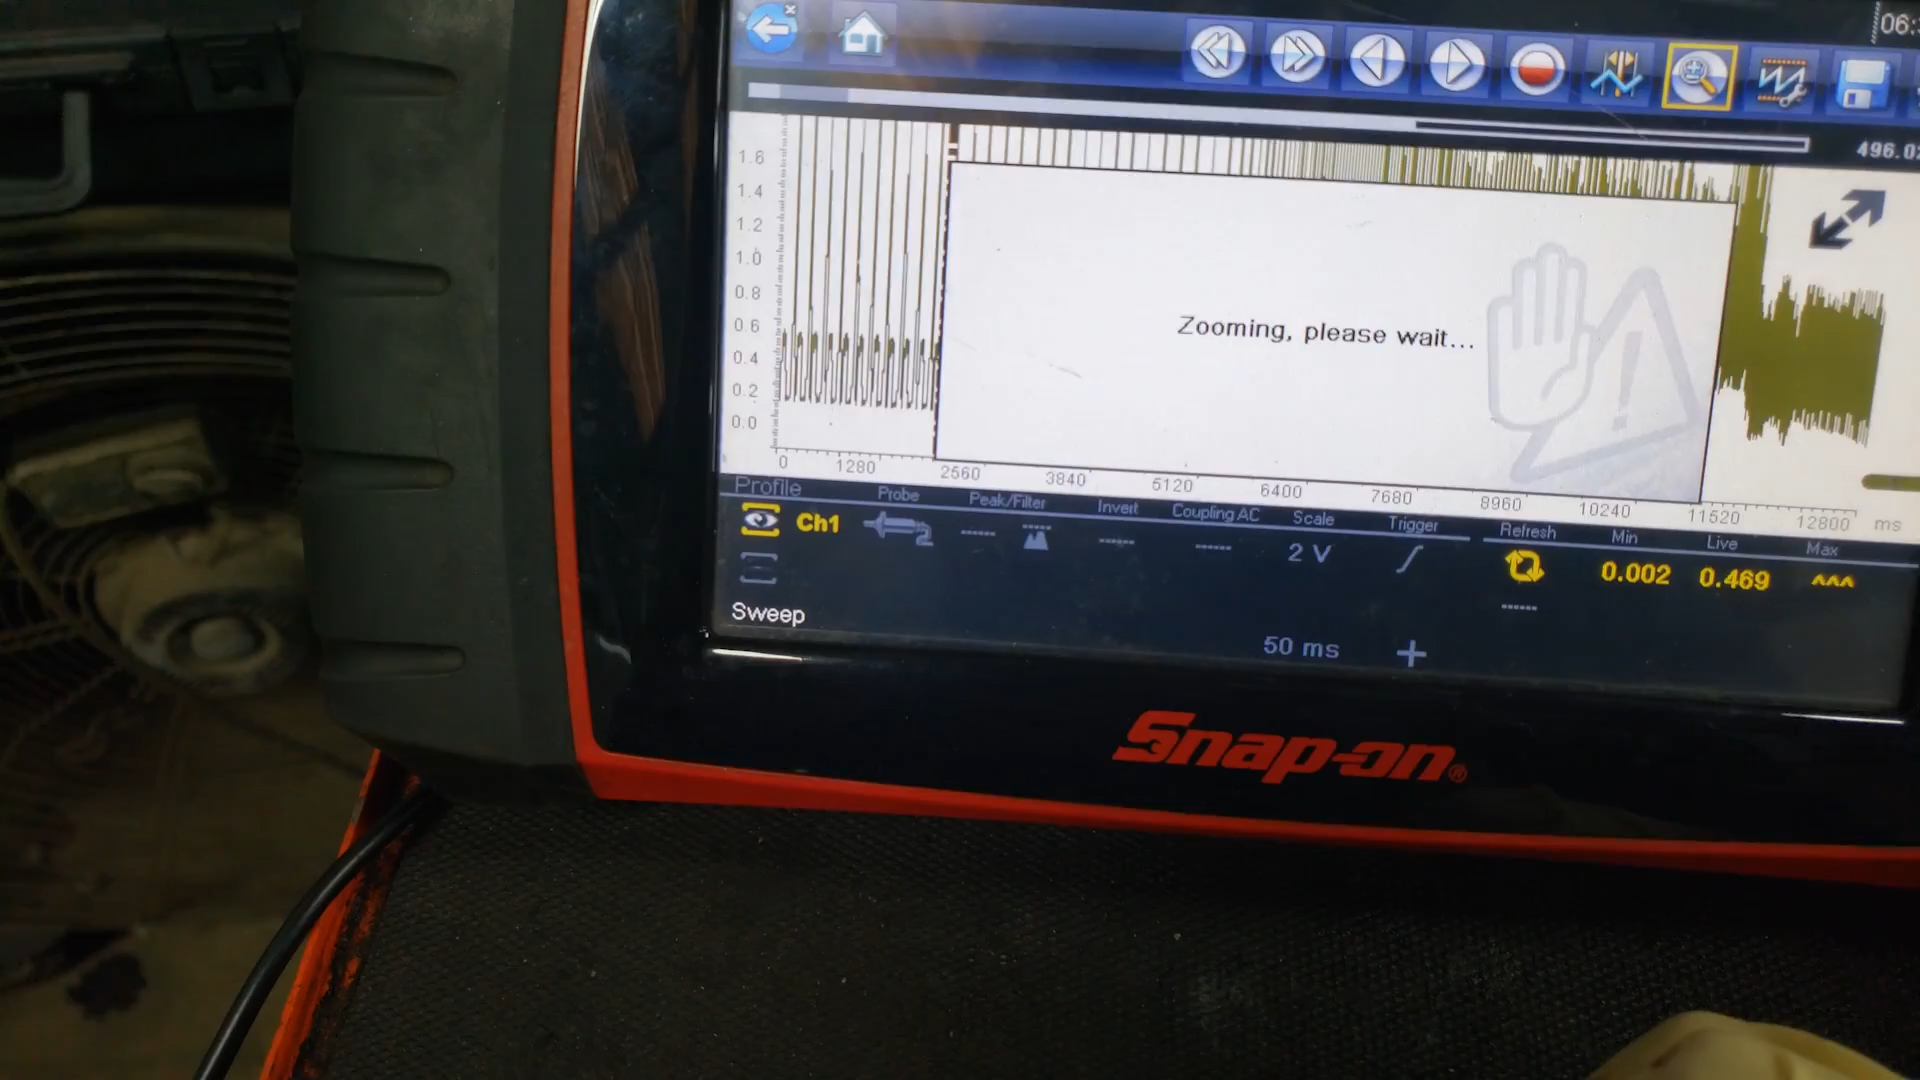 06:
496.02
1.6
1.4
1.2
1.0
0.8
0.6
0.4
0.2
0.0
Zooming, please wait...
0 1280 2560 3840 5120 6400 7680 8960 10240 11520 12800 ms
Profile Probe Peak/Filter Invert Coupling AC Scale Trigger Refresh Min Live Max
Ch1 2 ----- ----- ----- ----- 2 V 0.002 0.469 ^^^
-----
Sweep
50 ms +
Snap-on®